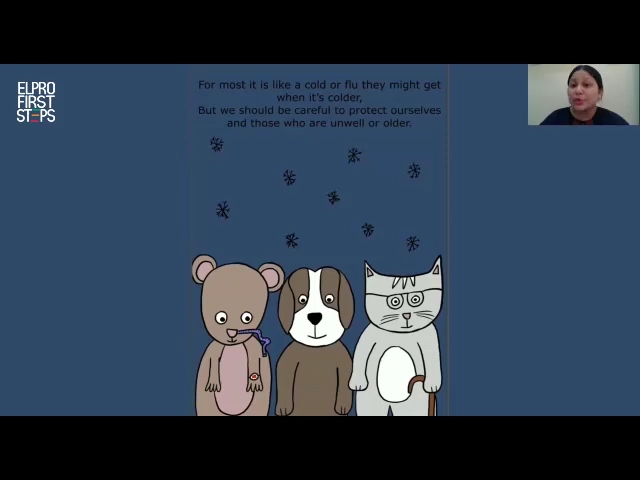 ELPRO
FIRST
STEPS
For most it is like a cold or flu they might get
when it's colder,
But we should be careful to protect ourselves
and those who are unwell or older.